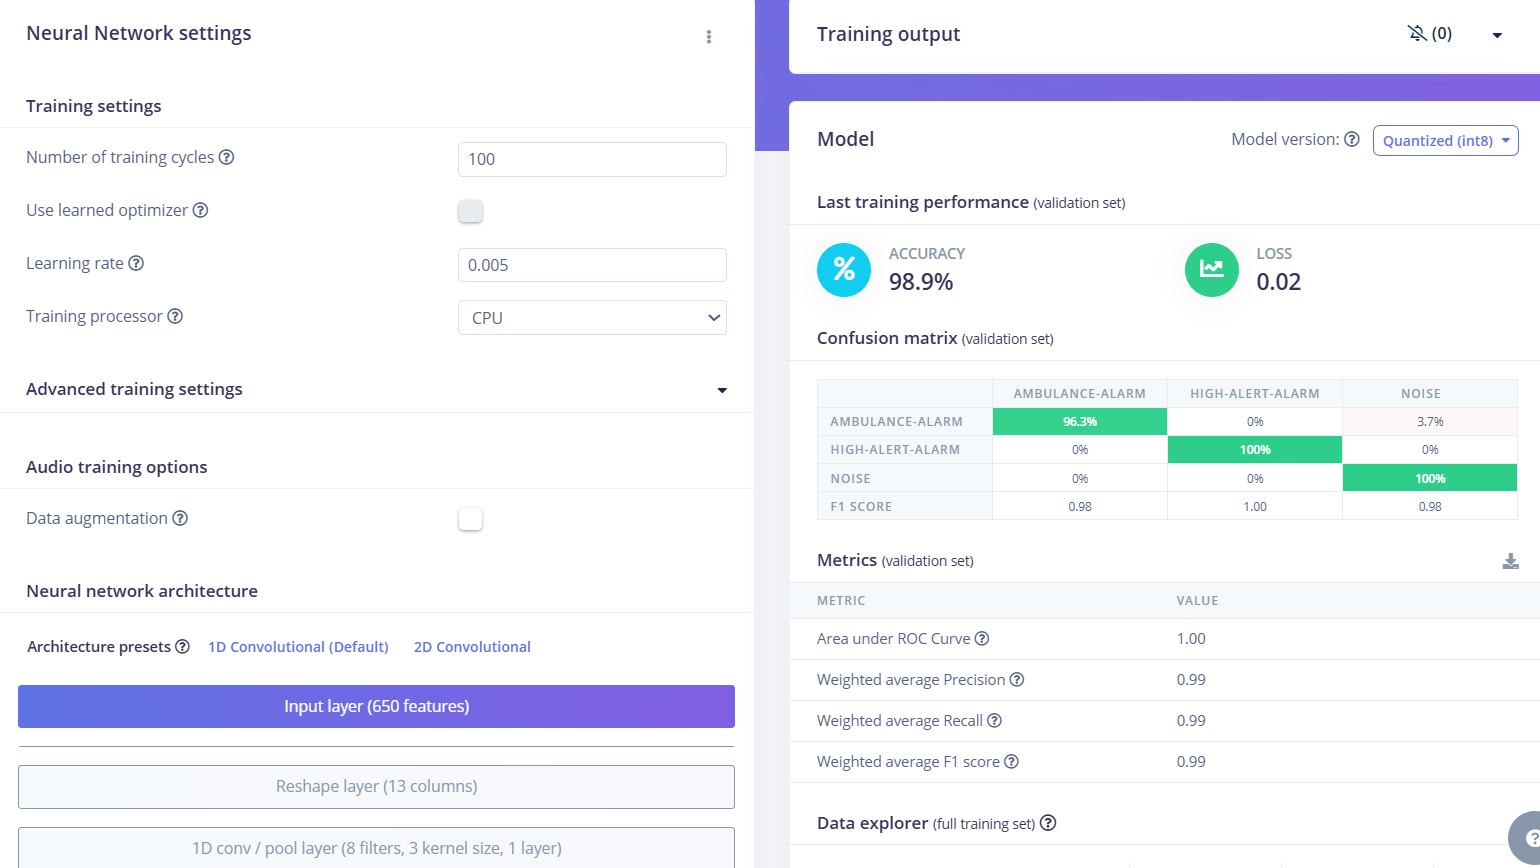 Neural Network settings
Training settings
Number of training cycles
100
Use learned optimizer
Learning rate
0.005
Training processor
CPU
Advanced training settings
Audio training options
Data augmentation
Neural network architecture
Architecture presets 1D Convolutional (Default) 2D Convolutional
Input layer (650 features)
Reshape layer (13 columns)
1D conv / pool layer (8 filters, 3 kernel size, 1 layer)
Training output
(0)
Model
Model version: Quantized (int8)
Last training performance (validation set)
% ACCURACY 98.9%
LOSS 0.02
Confusion matrix (validation set)
AMBULANCE-ALARM HIGH-ALERT-ALARM NOISE
AMBULANCE-ALARM 96.3% 0% 3.7%
HIGH-ALERT-ALARM 0% 100% 0%
NOISE 0% 0% 100%
F1 SCORE 0.98 1.00 0.98
Metrics (validation set)
METRIC VALUE
Area under ROC Curve 1.00
Weighted average Precision 0.99
Weighted average Recall 0.99
Weighted average F1 score 0.99
Data explorer (full training set)